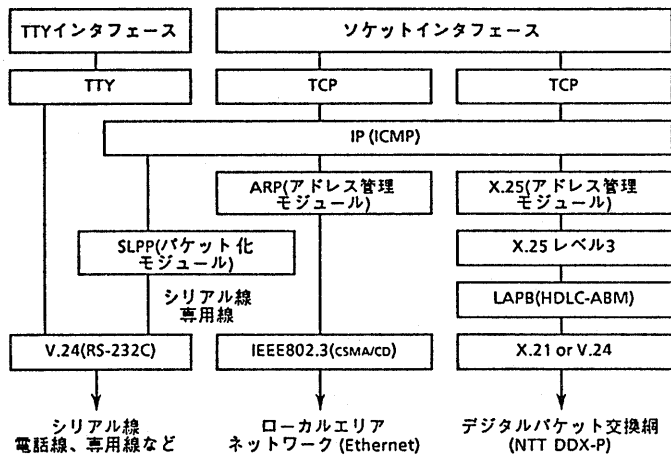 TTYインタフェース
ソケットインタフェース
TTY
TCP
TCP
IP (ICMP)
ARP(アドレス管理
モジュール)
X.25(アドレス管理
モジュール)
SLPP(パケット化
モジュール)
X.25 レベル3
シリアル線
専用線
LAPB(HDLC-ABM)
V.24(RS-232C)
IEEE802.3(CSMA/CD)
X.21 or V.24
シリアル線
電話線、専用線など
ローカルエリア
ネットワーク (Ethernet)
デジタルパケット交換網
(NTT DDX-P)